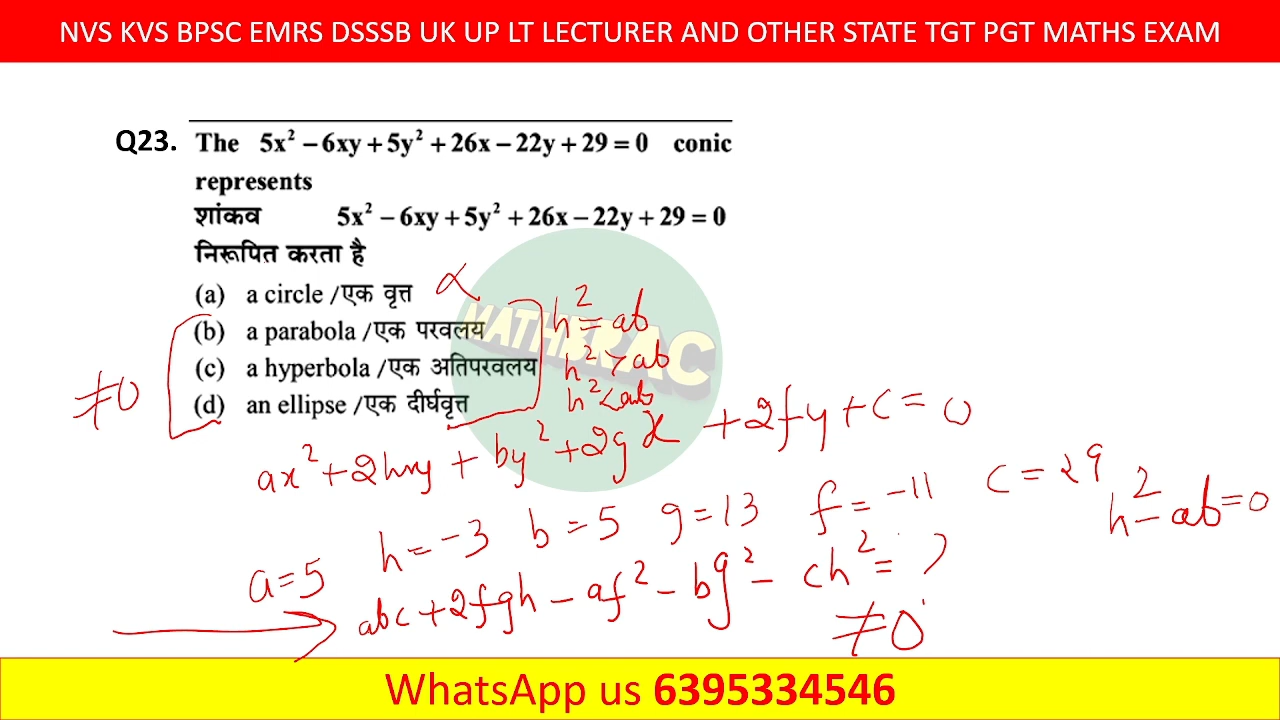 NVS KVS BPSC EMRS DSSSB UK UP LT LECTURER AND OTHER STATE TGT PGT MATHS EXAM
Q23. The 5x² – 6xy + 5y² + 26x – 22y + 29 = 0 conic
represents
शांकव 5x² – 6xy + 5y² + 26x – 22y + 29 = 0
निरूपित करता है
(a) a circle /एक वृत्त
(b) a parabola /एक परवलय
(c) a hyperbola /एक अतिपरवलय
(d) an ellipse /एक दीर्घवृत्त
MATHBRAC
h² = ab
h² > ab
h² < ab
≠0
ax² + 2hxy + by² + 2gx + 2fy + c = 0
a = 5 h = -3 b = 5 g = 13 f = -11 c = 29
h² - ab = 0
abc + 2fgh - af² - bg² - ch² = ?
≠0
WhatsApp us 6395334546